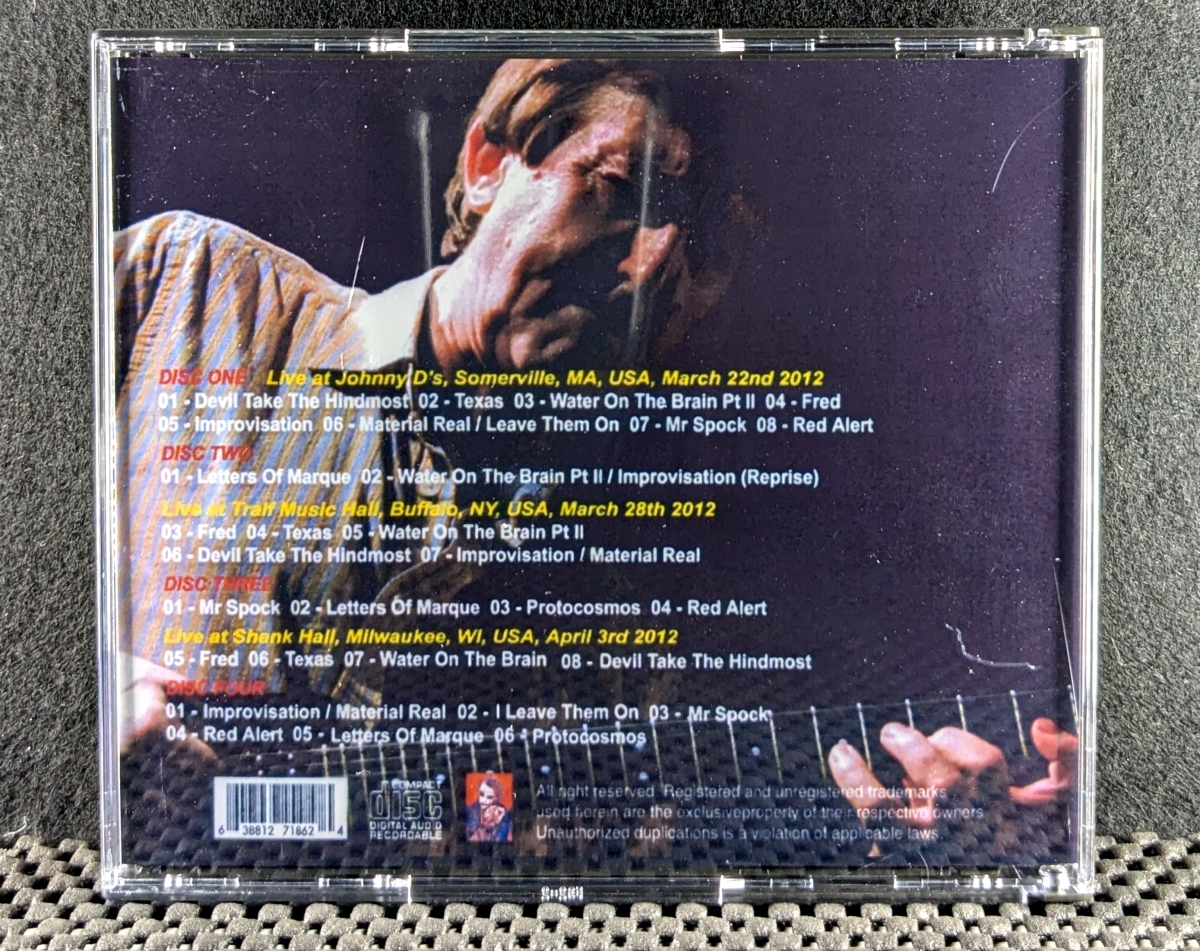 DISC ONE Live at Johnny D's, Somerville, MA, USA, March 22nd 2012
01 - Devil Take The Hindmost 02 - Texas 03 - Water On The Brain Pt II 04 - Fred
05 - Improvisation 06 - Material Real / Leave Them On 07 - Mr Spock 08 - Red Alert
DISC TWO
01 - Letters Of Marque 02 - Water On The Brain Pt II / Improvisation (Reprise)
Live at Tralf Music Hall, Buffalo, NY, USA, March 28th 2012
03 - Fred 04 - Texas 05 - Water On The Brain Pt II
06 - Devil Take The Hindmost 07 - Improvisation / Material Real
DISC THREE
01 - Mr Spock 02 - Letters Of Marque 03 - Protocosmos 04 - Red Alert
Live at Shank Hall, Milwaukee, WI, USA, April 3rd 2012
05 - Fred 06 - Texas 07 - Water On The Brain 08 - Devil Take The Hindmost
DISC FOUR
01 - Improvisation / Material Real 02 - I Leave Them On 03 - Mr Spock
04 - Red Alert 05 - Letters Of Marque 06 - Protocosmos
6 38812 71862 4
COMPACT
disc
DIGITAL AUDIO
RECORDABLE
All right reserved. Registered and unregistered trademarks
used herein are the exclusiveproperly of their respective owners
Unauthorized duplications is a violation of applicable laws.